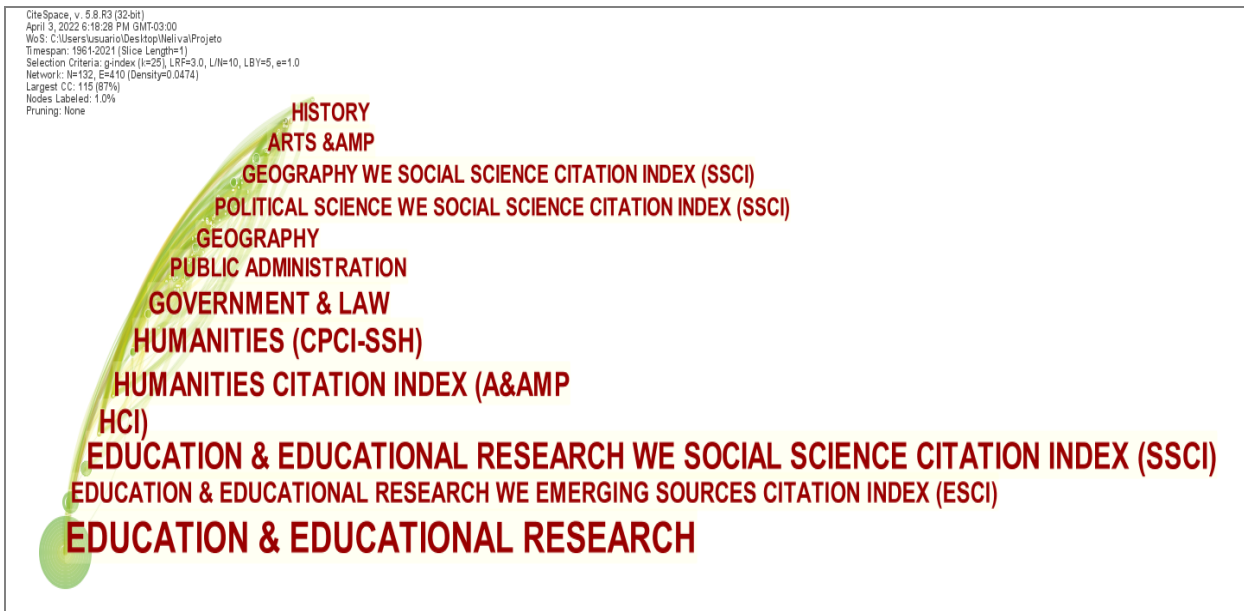 CiteSpace, v. 5.8.R3 (32-bit)
April 3, 2022 6:18:28 PM GMT-03:00
WoS: C:\Users\usuario\Desktop\Neliva\Projeto
Timespan: 1961-2021 (Slice Length=1)
Selection Criteria: g-index (k=25), LRF=3.0, L/N=10, LBY=5, e=1.0
Network: N=132, E=410 (Density=0.0474)
Largest CC: 115 (87%)
Nodes Labeled: 1.0%
Pruning: None
HISTORY
ARTS &AMP
GEOGRAPHY WE SOCIAL SCIENCE CITATION INDEX (SSCI)
POLITICAL SCIENCE WE SOCIAL SCIENCE CITATION INDEX (SSCI)
GEOGRAPHY
PUBLIC ADMINISTRATION
GOVERNMENT & LAW
HUMANITIES (CPCI-SSH)
HUMANITIES CITATION INDEX (A&AMP
HCI)
EDUCATION & EDUCATIONAL RESEARCH WE SOCIAL SCIENCE CITATION INDEX (SSCI)
EDUCATION & EDUCATIONAL RESEARCH WE EMERGING SOURCES CITATION INDEX (ESCI)
EDUCATION & EDUCATIONAL RESEARCH